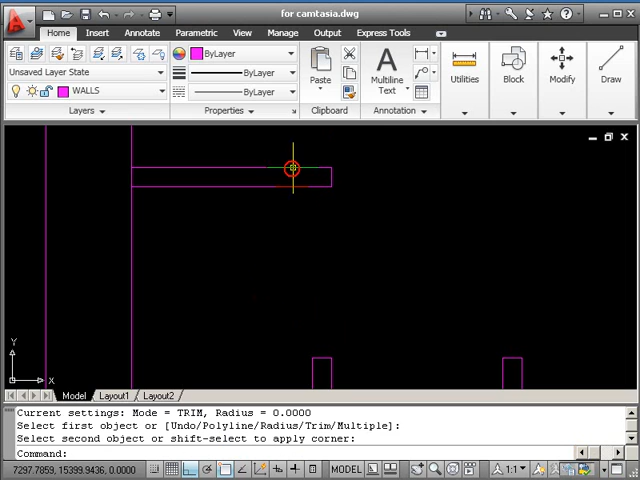 for camtasia.dwg
Home Insert Annotate Parametric View Manage Output Express Tools
ByLayer
Unsaved Layer State
ByLayer
WALLS
ByLayer
Paste
A
Multiline
Text
Utilities
Block
Modify
Draw
Layers
Properties
Clipboard
Annotation
Y
X
Model Layout1 Layout2
Current settings: Mode = TRIM, Radius = 0.0000
Select first object or [Undo/Polyline/Radius/Trim/Multiple]:
Select second object or shift-select to apply corner:
Command:
7297.7859, 15399.9436, 0.0000
MODEL
1:1